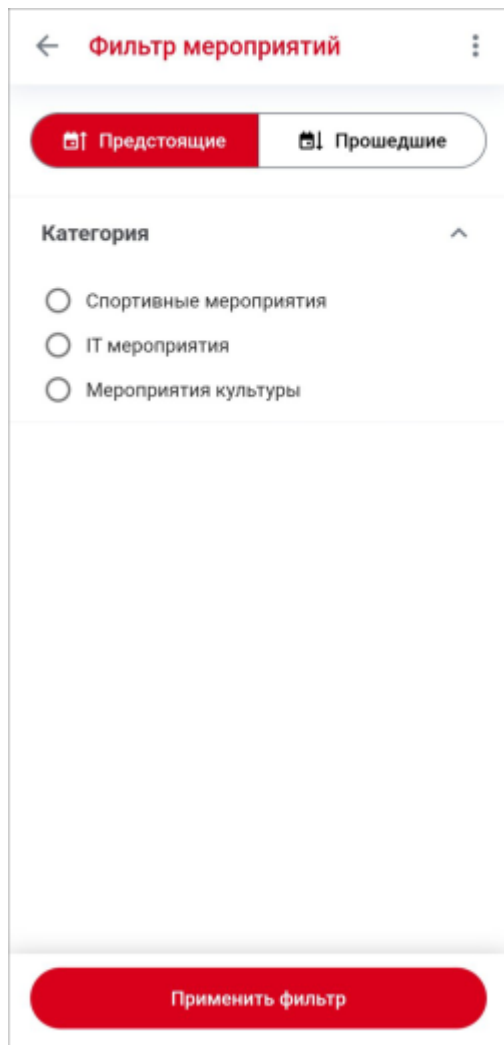 Фильтр мероприятий
Предстоящие
Прошедшие
Категория
Спортивные мероприятия
IT мероприятия
Мероприятия культуры
Применить фильтр